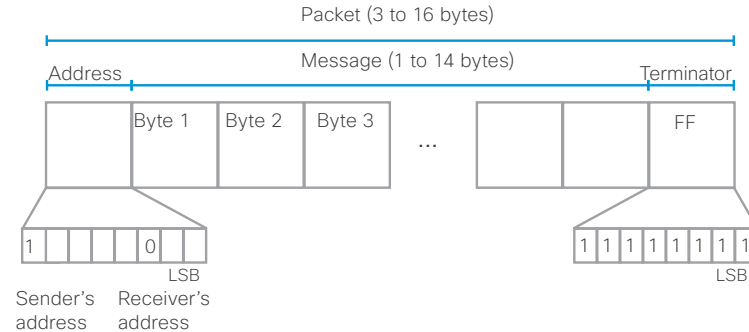 Packet (3 to 16 bytes)
Address
Message (1 to 14 bytes)
Terminator
Byte 1
Byte 2
Byte 3
...
FF
1
0
1 1 1 1 1 1 1 1
LSB
LSB
Sender's
address
Receiver's
address